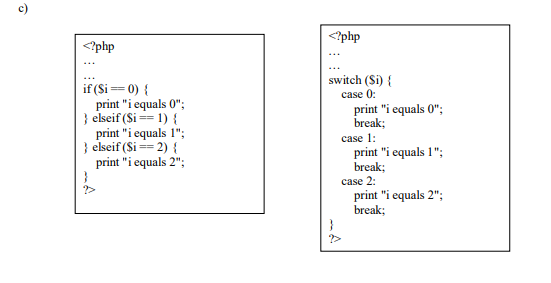 c)
<?php
...
...
if ($i == 0) {
print "i equals 0";
} elseif ($i == 1) {
print "i equals 1";
} elseif ($i == 2) {
print "i equals 2";
}
?>
<?php
...
...
switch ($i) {
case 0:
print "i equals 0";
break;
case 1:
print "i equals 1";
break;
case 2:
print "i equals 2";
break;
}
?>